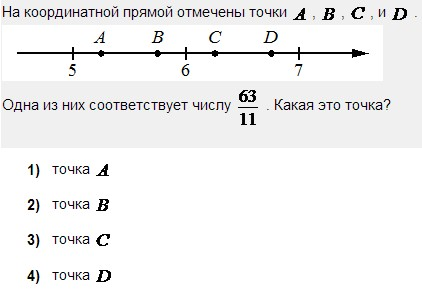 На координатной прямой отмечены точки A , B , C , и D .
A B C D
5 6 7
Одна из них соответствует числу 63/11 . Какая это точка?
1) точка A
2) точка B
3) точка C
4) точка D